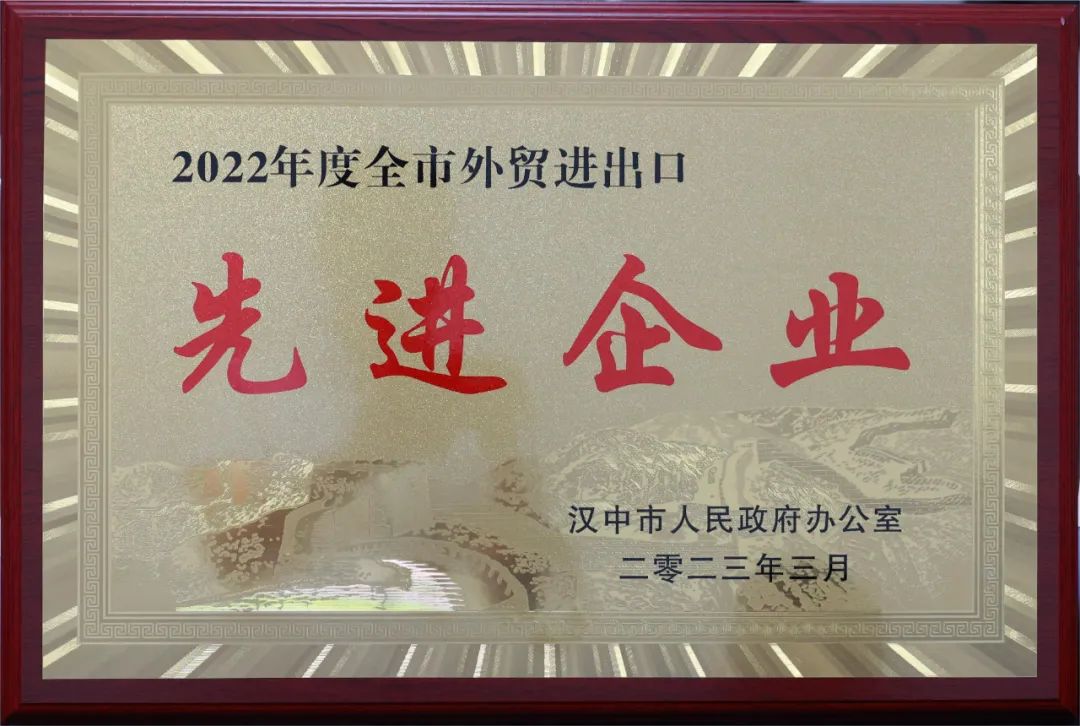 2022年度全市外贸进出口
先进企业
汉中市人民政府办公室
二零二三年三月